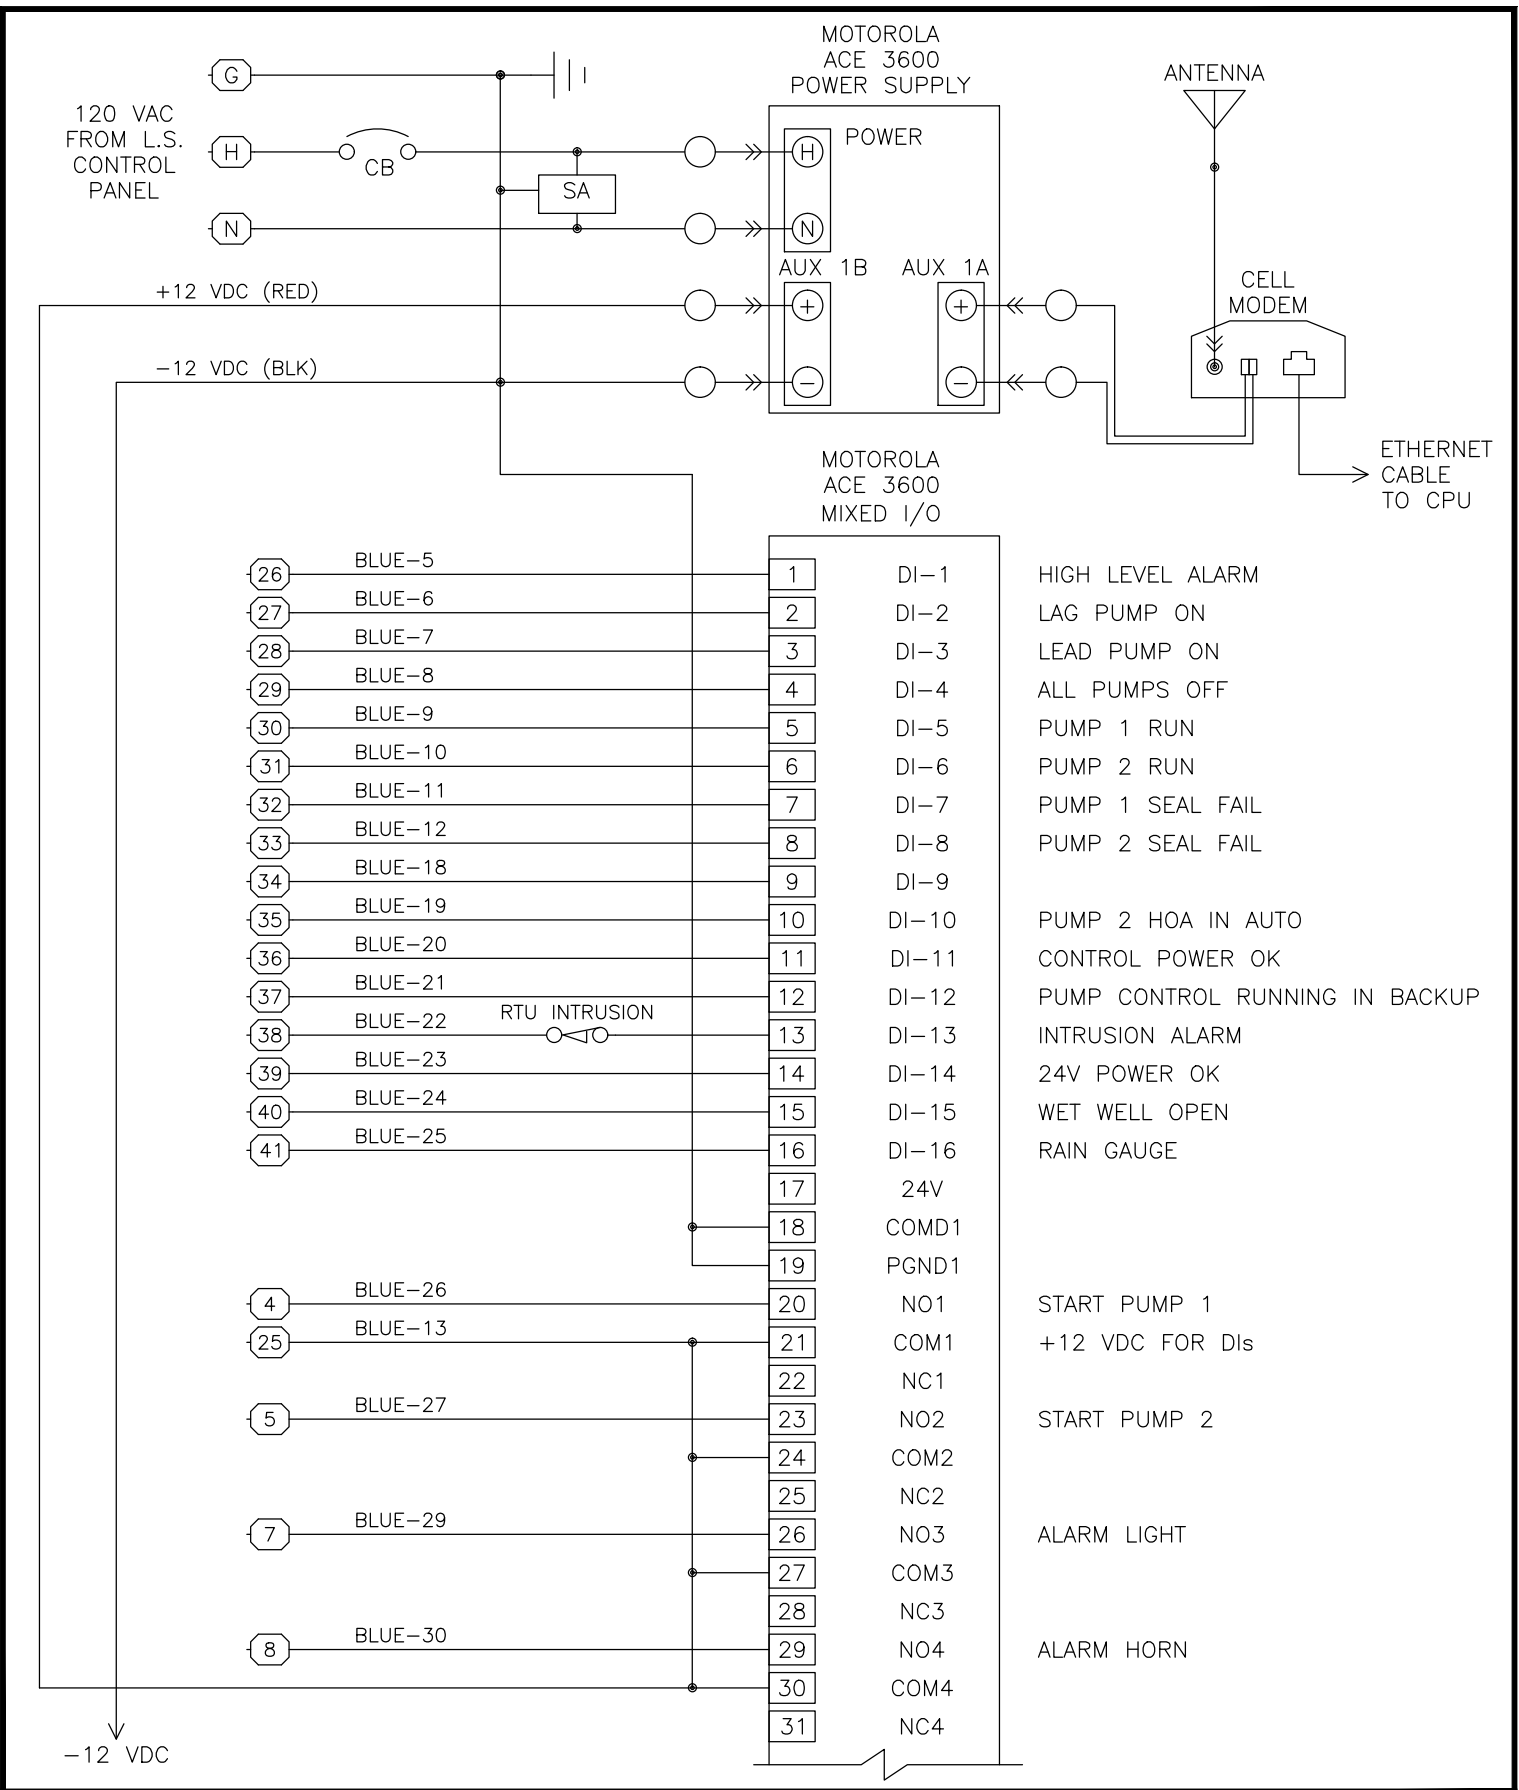 MOTOROLA
ACE 3600
POWER SUPPLY
ANTENNA
G
120 VAC
FROM L.S.
CONTROL
PANEL
H
CB
SA
H
POWER
N
N
AUX 1B
AUX 1A
CELL
MODEM
+12 VDC (RED)
+
+
-12 VDC (BLK)
-
-
ETHERNET
CABLE
TO CPU
MOTOROLA
ACE 3600
MIXED I/O
26 BLUE-5 1 DI-1 HIGH LEVEL ALARM
27 BLUE-6 2 DI-2 LAG PUMP ON
28 BLUE-7 3 DI-3 LEAD PUMP ON
29 BLUE-8 4 DI-4 ALL PUMPS OFF
30 BLUE-9 5 DI-5 PUMP 1 RUN
31 BLUE-10 6 DI-6 PUMP 2 RUN
32 BLUE-11 7 DI-7 PUMP 1 SEAL FAIL
33 BLUE-12 8 DI-8 PUMP 2 SEAL FAIL
34 BLUE-18 9 DI-9
35 BLUE-19 10 DI-10 PUMP 2 HOA IN AUTO
36 BLUE-20 11 DI-11 CONTROL POWER OK
37 BLUE-21 12 DI-12 PUMP CONTROL RUNNING IN BACKUP
RTU INTRUSION
38 BLUE-22 13 DI-13 INTRUSION ALARM
39 BLUE-23 14 DI-14 24V POWER OK
40 BLUE-24 15 DI-15 WET WELL OPEN
41 BLUE-25 16 DI-16 RAIN GAUGE
17 24V
18 COMD1
19 PGND1
4 BLUE-26 20 NO1 START PUMP 1
25 BLUE-13 21 COM1 +12 VDC FOR DIs
22 NC1
5 BLUE-27 23 NO2 START PUMP 2
24 COM2
25 NC2
7 BLUE-29 26 NO3 ALARM LIGHT
27 COM3
28 NC3
8 BLUE-30 29 NO4 ALARM HORN
30 COM4
31 NC4
-12 VDC